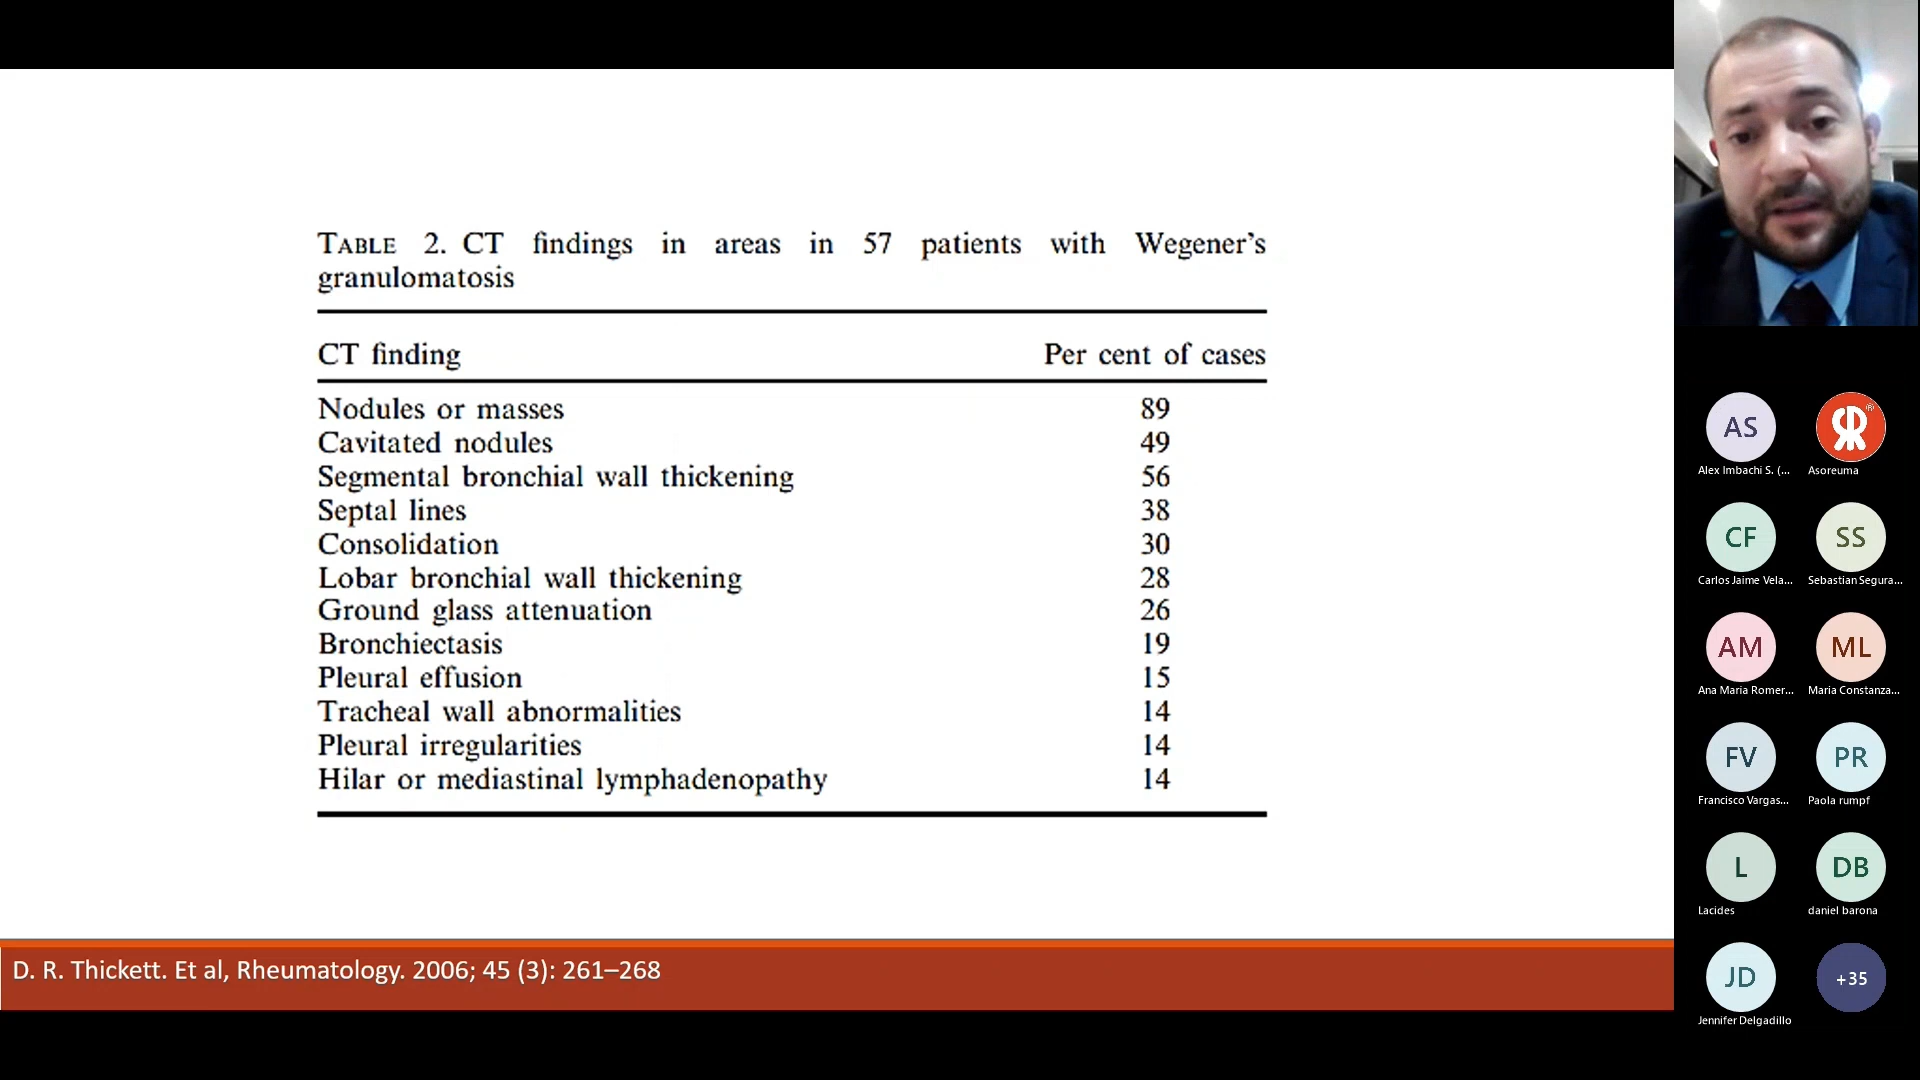 TABLE 2. CT findings in areas in 57 patients with Wegener's
granulomatosis
CT finding Per cent of cases
Nodules or masses 89
Cavitated nodules 49
Segmental bronchial wall thickening 56
Septal lines 38
Consolidation 30
Lobar bronchial wall thickening 28
Ground glass attenuation 26
Bronchiectasis 19
Pleural effusion 15
Tracheal wall abnormalities 14
Pleural irregularities 14
Hilar or mediastinal lymphadenopathy 14
D. R. Thickett. Et al, Rheumatology. 2006; 45 (3): 261–268
AS
Alex Imbachi S. (...
®
Asoreuma
CF
Carlos Jaime Vela...
SS
Sebastian Segura...
AM
Ana Maria Romer...
ML
Maria Constanza...
FV
Francisco Vargas...
PR
Paola rumpf
L
Lacides
DB
daniel barona
JD
Jennifer Delgadillo
+35